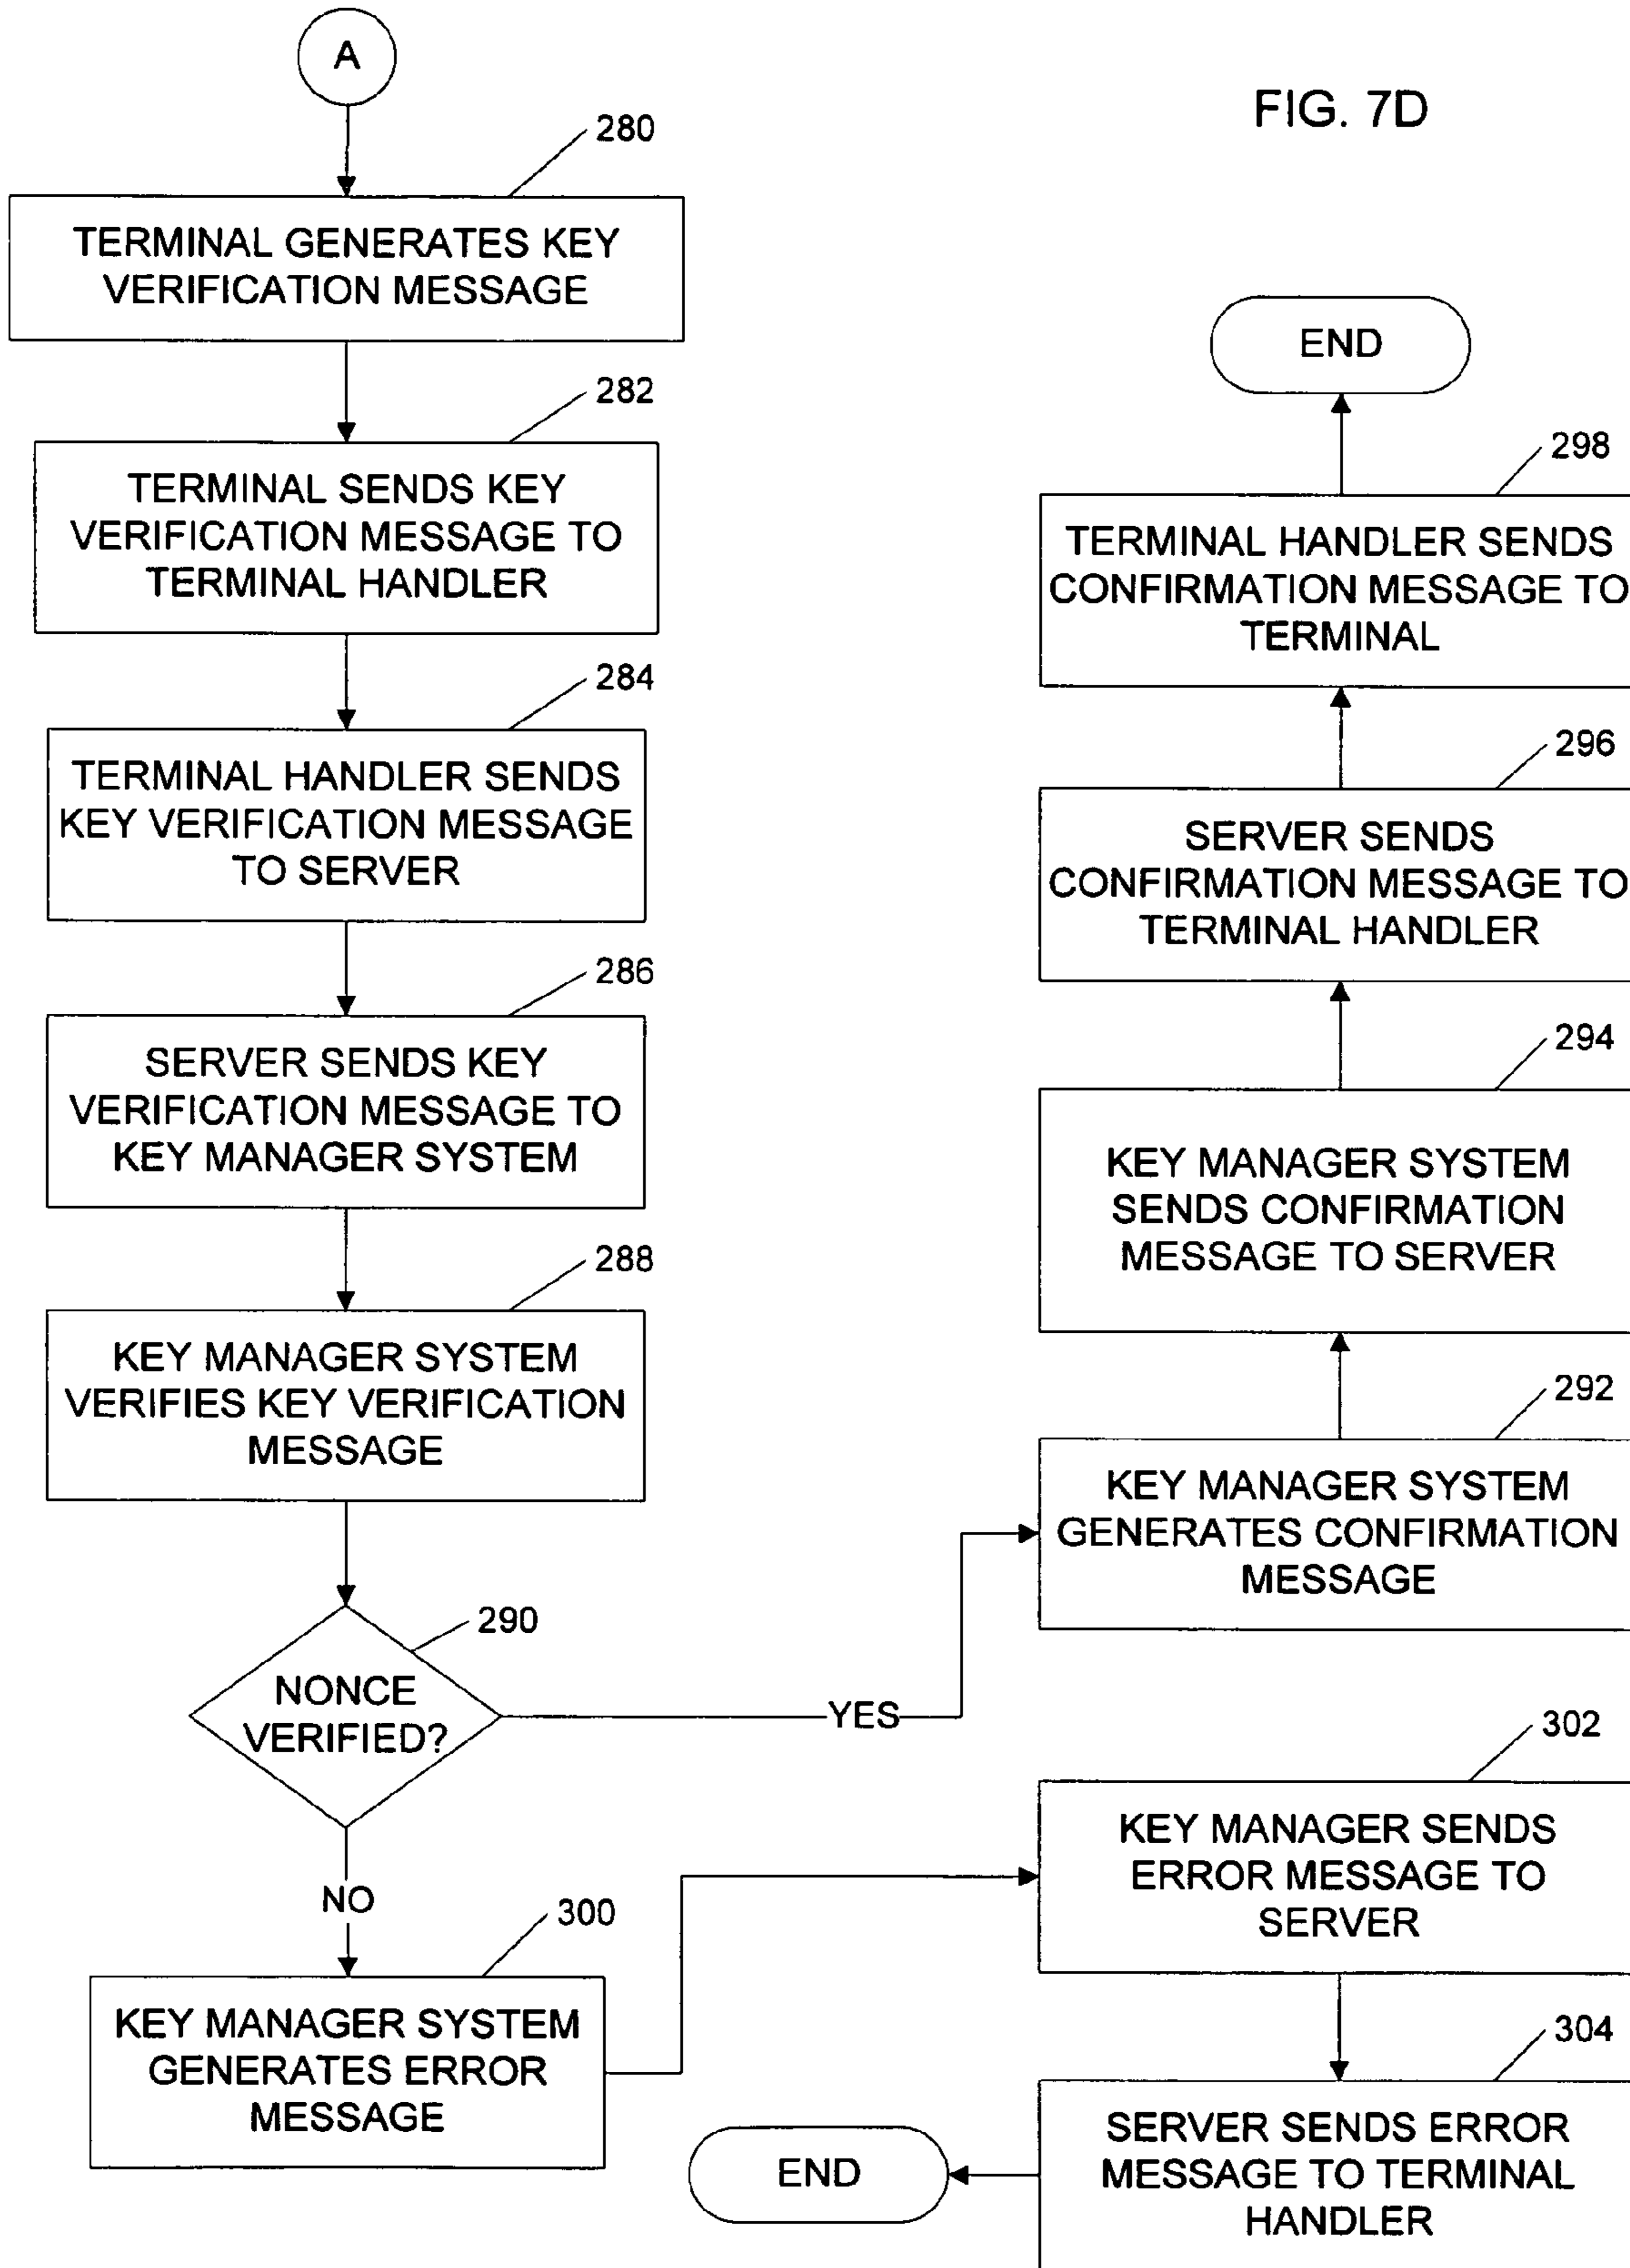 A
FIG. 7D
280
TERMINAL GENERATES KEY
VERIFICATION MESSAGE
282
TERMINAL SENDS KEY
VERIFICATION MESSAGE TO
TERMINAL HANDLER
284
TERMINAL HANDLER SENDS
KEY VERIFICATION MESSAGE
TO SERVER
286
SERVER SENDS KEY
VERIFICATION MESSAGE TO
KEY MANAGER SYSTEM
288
KEY MANAGER SYSTEM
VERIFIES KEY VERIFICATION
MESSAGE
290
NONCE
VERIFIED?
YES
NO
300
KEY MANAGER SYSTEM
GENERATES ERROR
MESSAGE
END
298
TERMINAL HANDLER SENDS
CONFIRMATION MESSAGE TO
TERMINAL
296
SERVER SENDS
CONFIRMATION MESSAGE TO
TERMINAL HANDLER
294
KEY MANAGER SYSTEM
SENDS CONFIRMATION
MESSAGE TO SERVER
292
KEY MANAGER SYSTEM
GENERATES CONFIRMATION
MESSAGE
302
KEY MANAGER SENDS
ERROR MESSAGE TO
SERVER
304
SERVER SENDS ERROR
MESSAGE TO TERMINAL
HANDLER
END